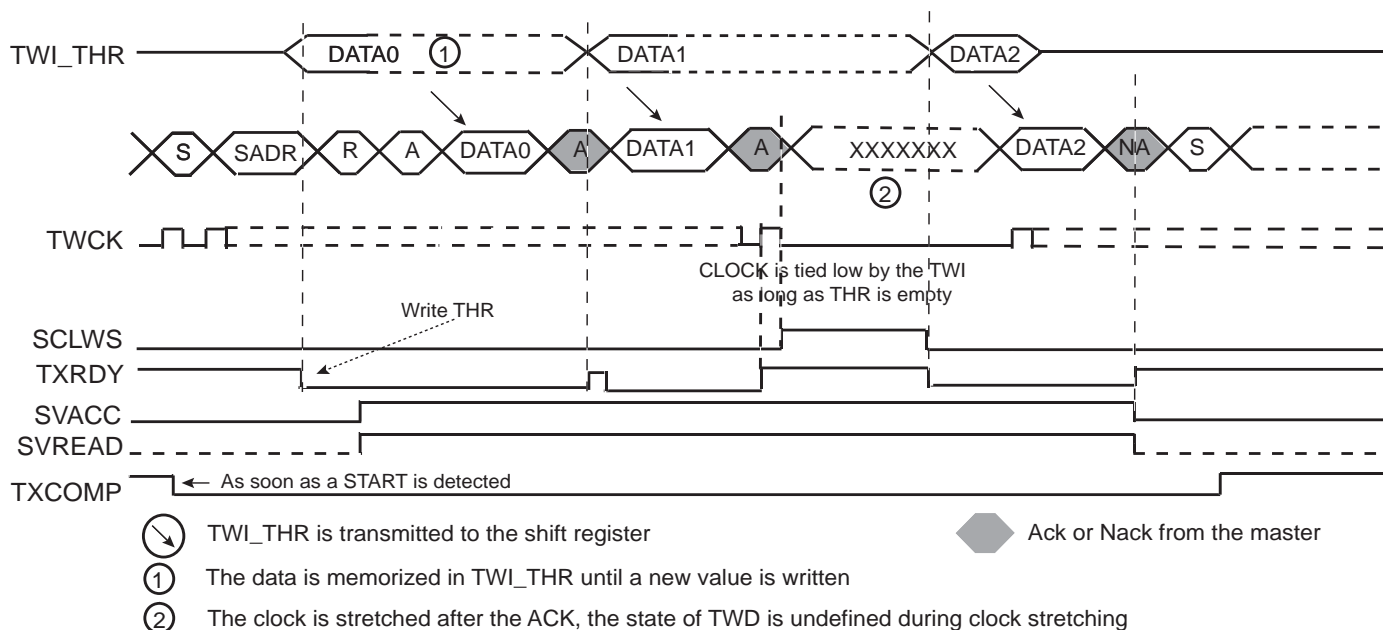 TWI_THR DATA0 1 DATA1 DATA2
S SADR R A DATA0 A DATA1 A XXXXXXX DATA2 NA S
2
TWCK
CLOCK is tied low by the TWI
as long as THR is empty
Write THR
SCLWS
TXRDY
SVACC
SVREAD
TXCOMP As soon as a START is detected
TWI_THR is transmitted to the shift register Ack or Nack from the master
1 The data is memorized in TWI_THR until a new value is written
2 The clock is stretched after the ACK, the state of TWD is undefined during clock stretching